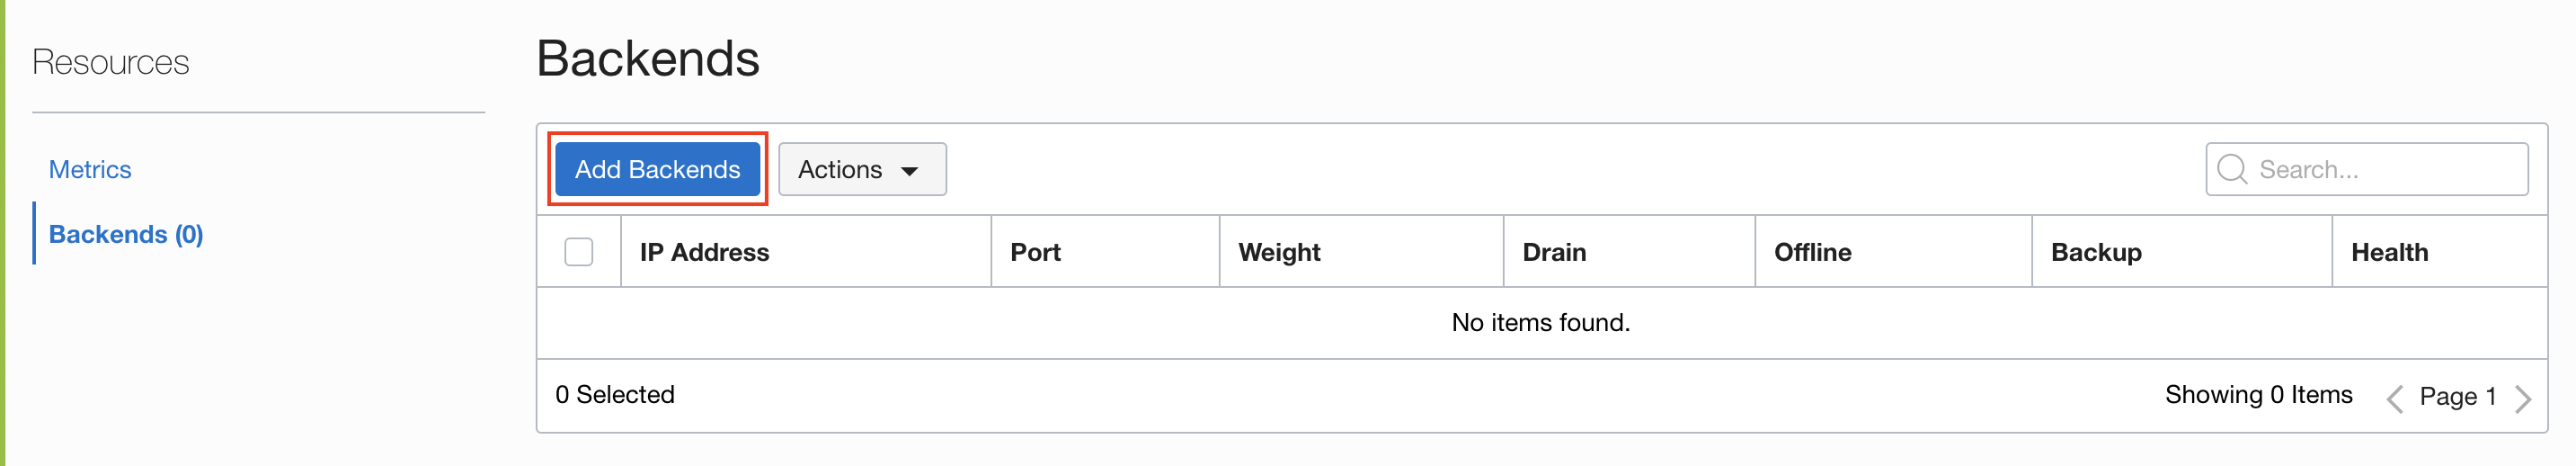 Resources
Metrics
Backends (0)
Backends
Add Backends Actions Search...
IP Address Port Weight Drain Offline Backup Health
No items found.
0 Selected Showing 0 Items Page 1